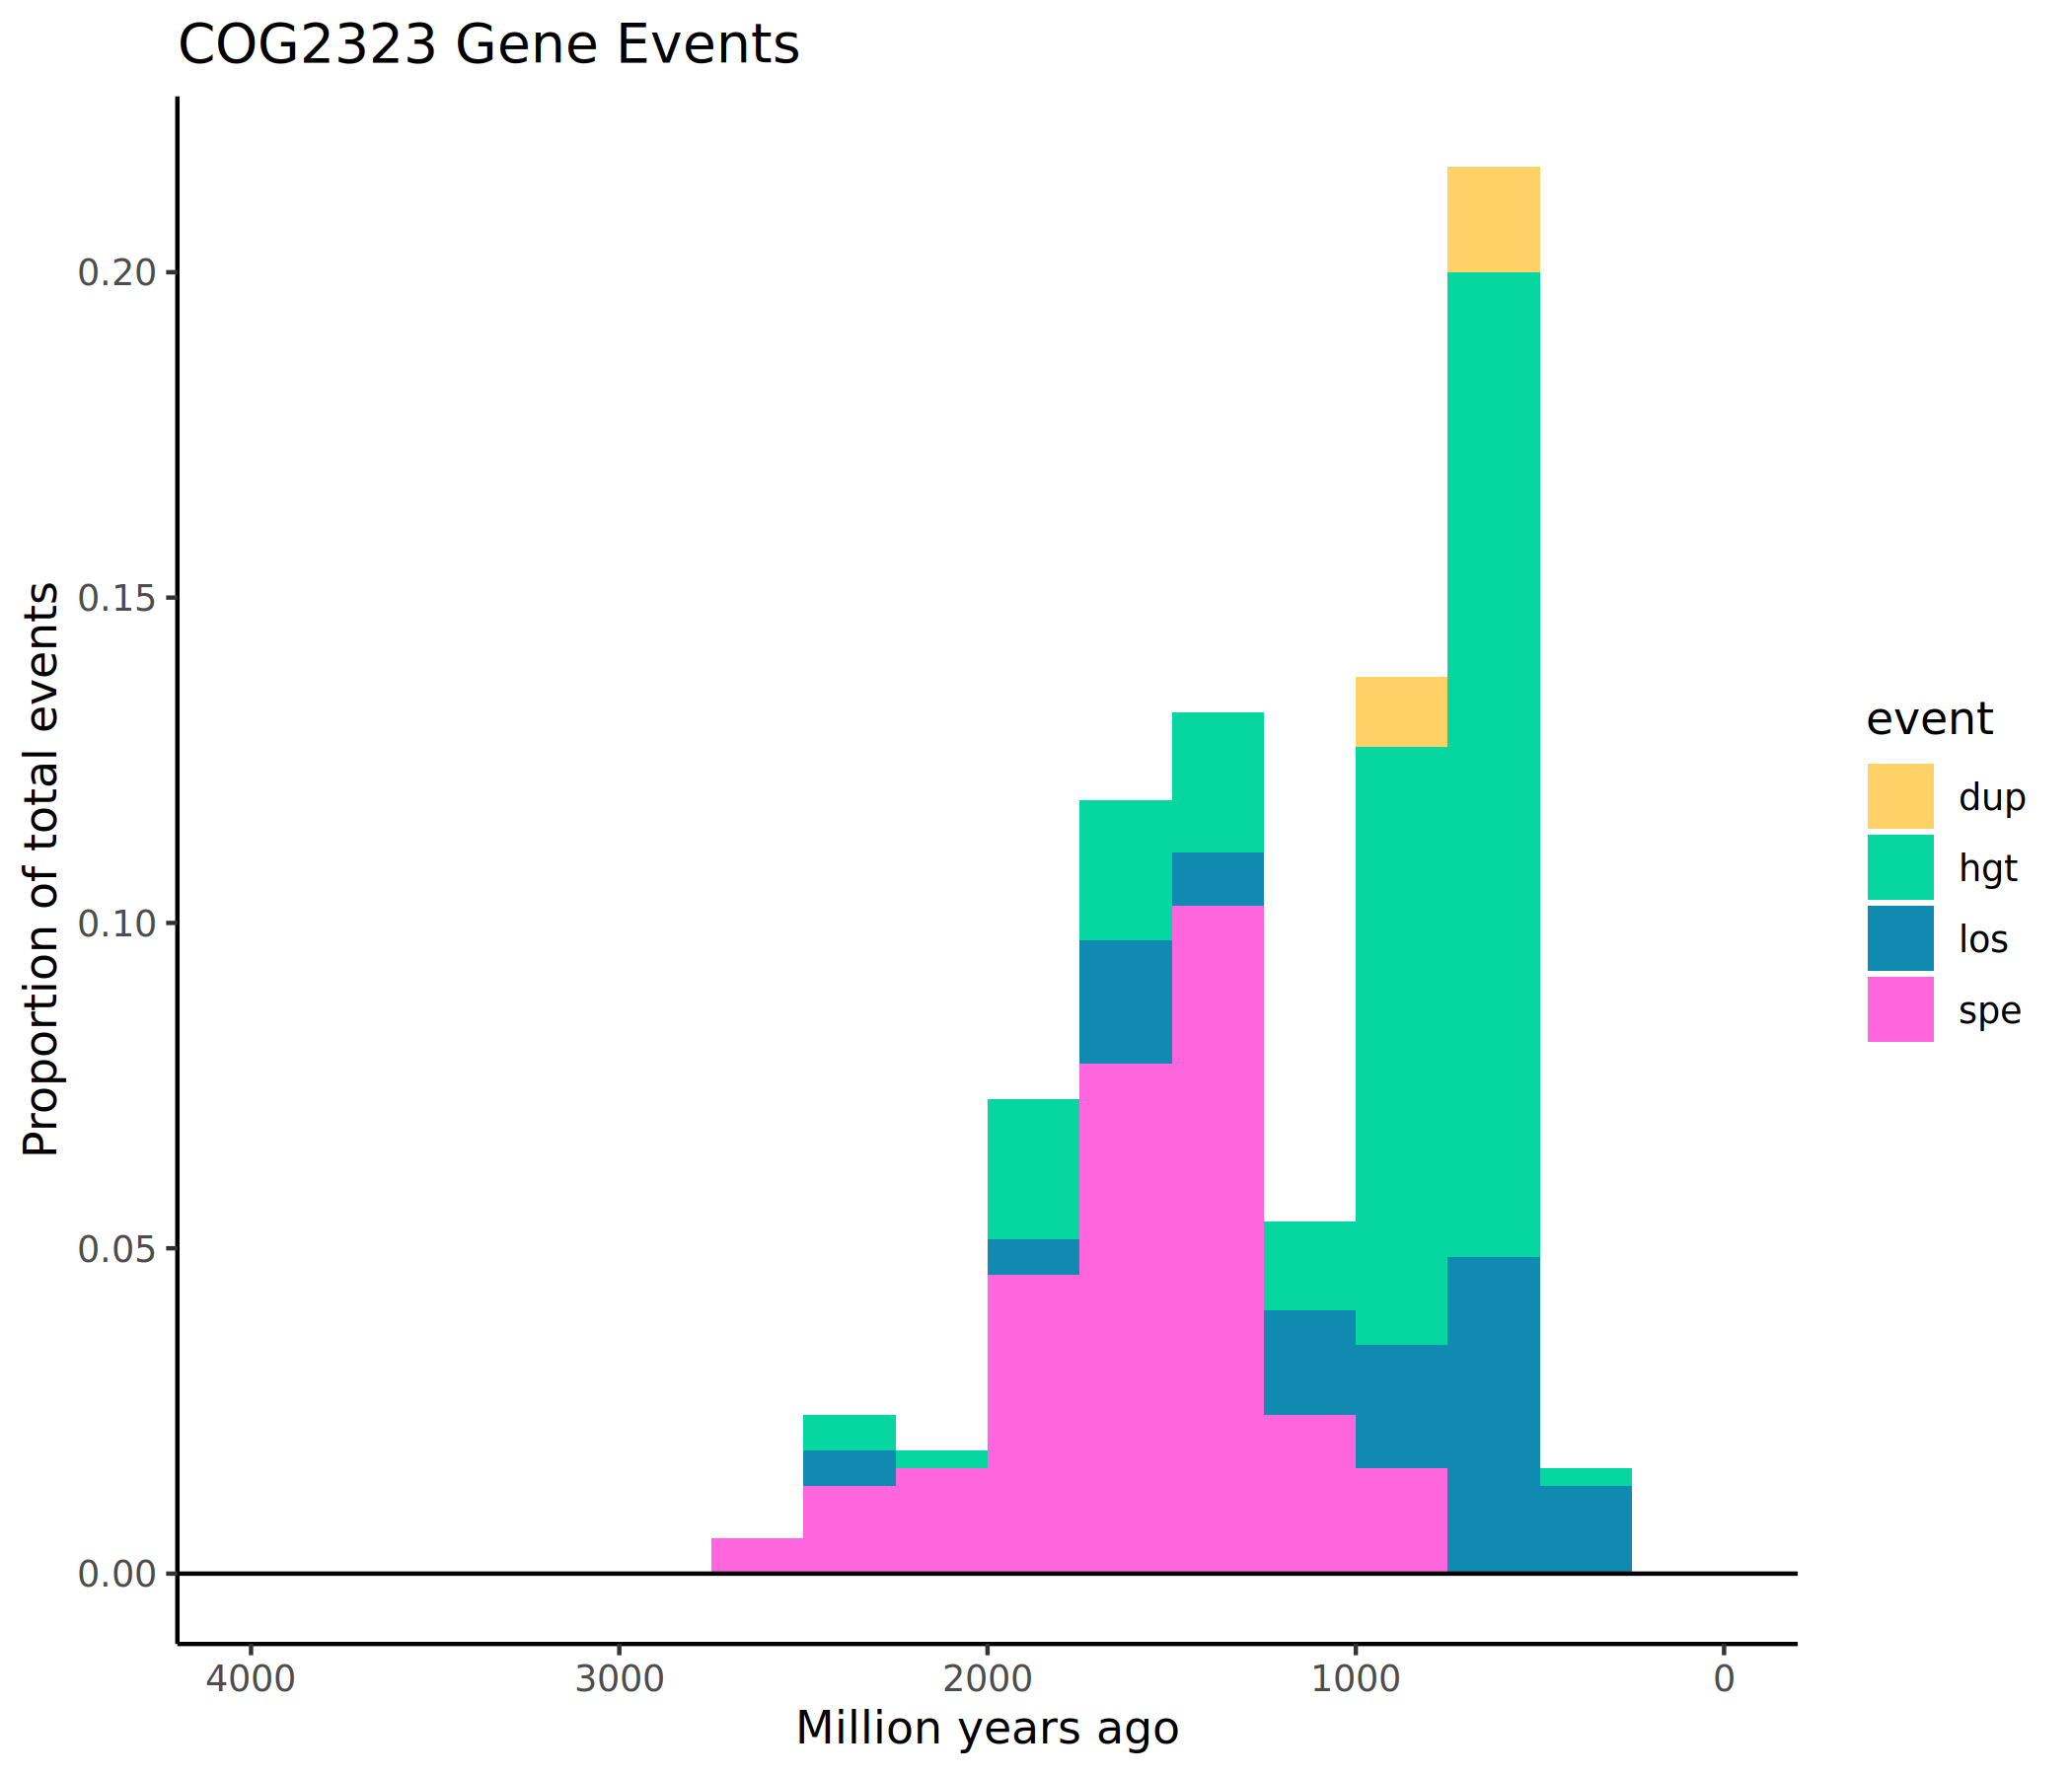 COG2323 Gene Events
Proportion of total events
0.20
0.15
0.10
0.05
0.00
4000 3000 2000 1000 0
Million years ago
event
dup
hgt
los
spe